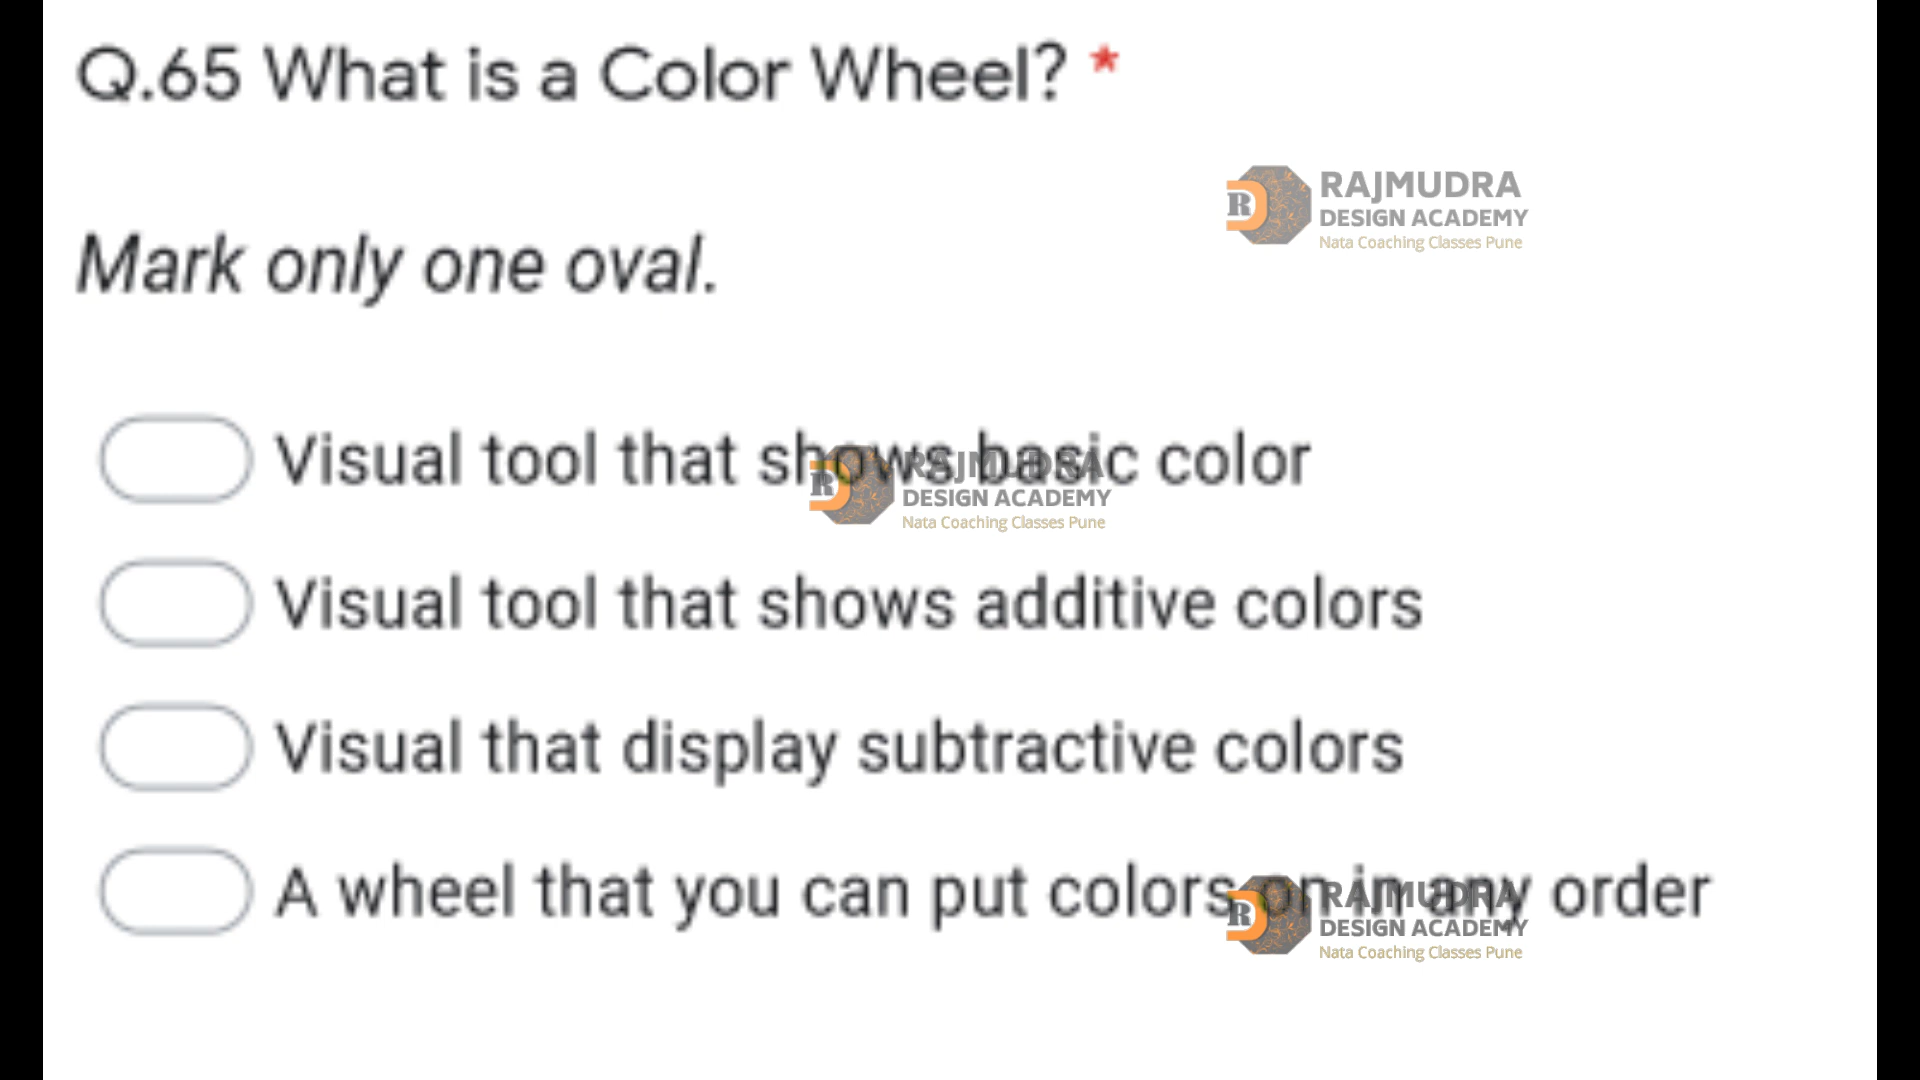 Q.65 What is a Color Wheel? *
RAJMUDRA
DESIGN ACADEMY
Nata Coaching Classes Pune
Mark only one oval.
Visual tool that shows basic color
RAJMUDRA
DESIGN ACADEMY
Nata Coaching Classes Pune
Visual tool that shows additive colors
Visual that display subtractive colors
A wheel that you can put colors on in any order
RAJMUDRA
DESIGN ACADEMY
Nata Coaching Classes Pune